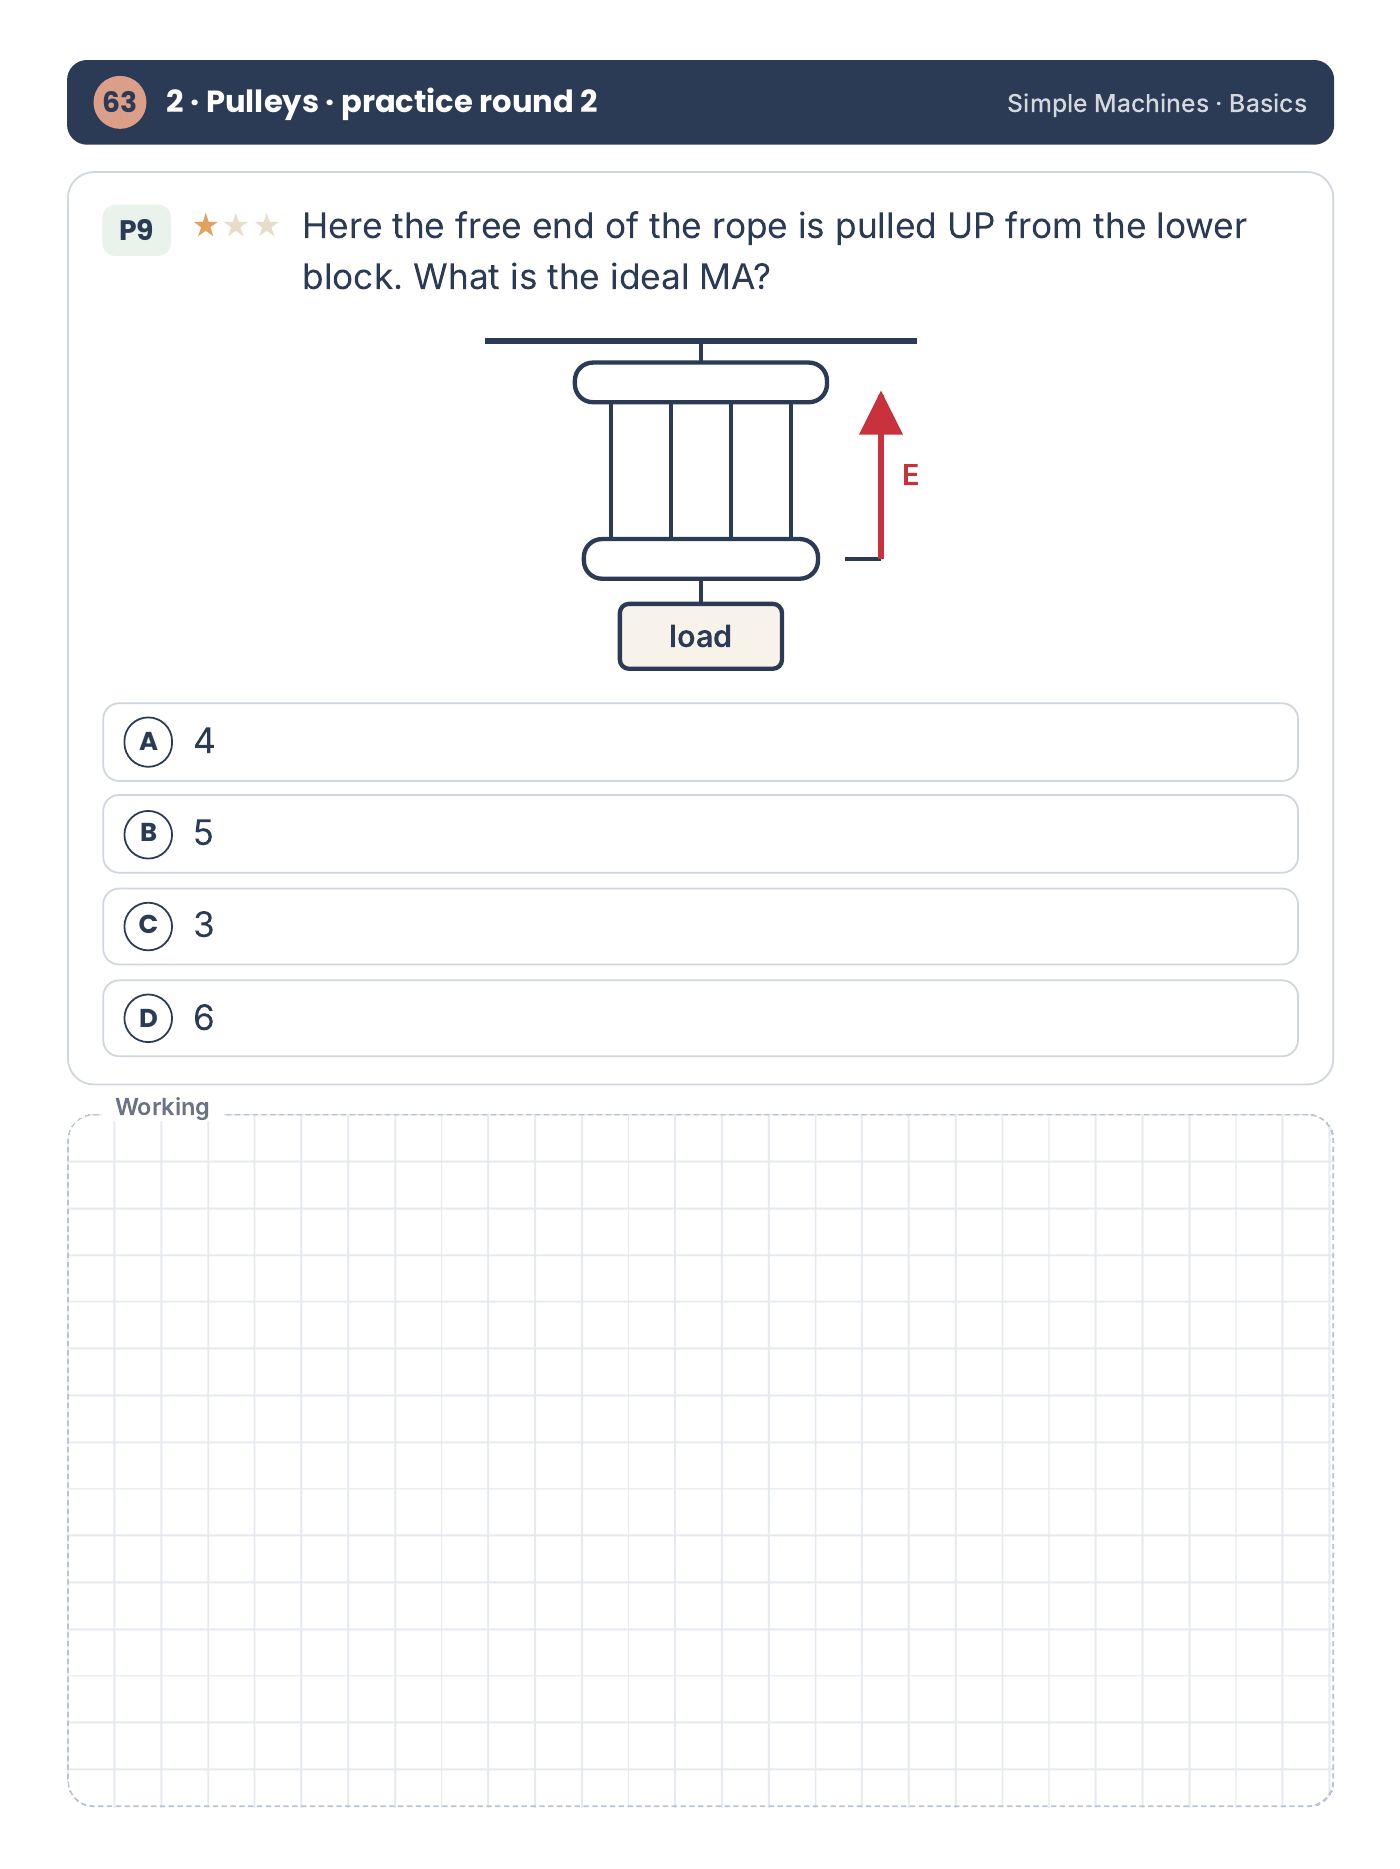 63 2 · Pulleys · practice round 2 Simple Machines · Basics
P9 ★★★ Here the free end of the rope is pulled UP from the lower
block. What is the ideal MA?
E
load
A 4
B 5
C 3
D 6
Working